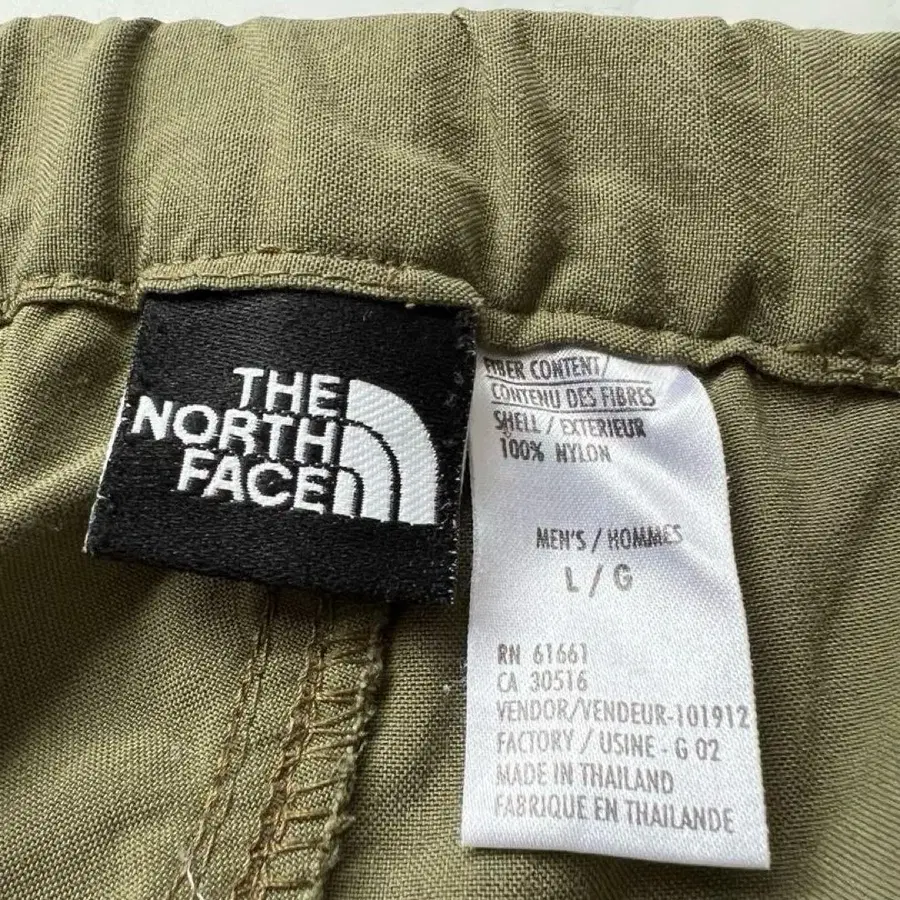 THE
NORTH
FACE
FIBER CONTENT/
CONTENU DES FIBRES
SHELL / EXTERIEUR
100% NYLON
MEN'S / HOMMES
L / G
RN 61661
CA 30516
VENDOR/VENDEUR-101912
FACTORY / USINE - G 02
MADE IN THAILAND
FABRIQUE EN THAILANDE